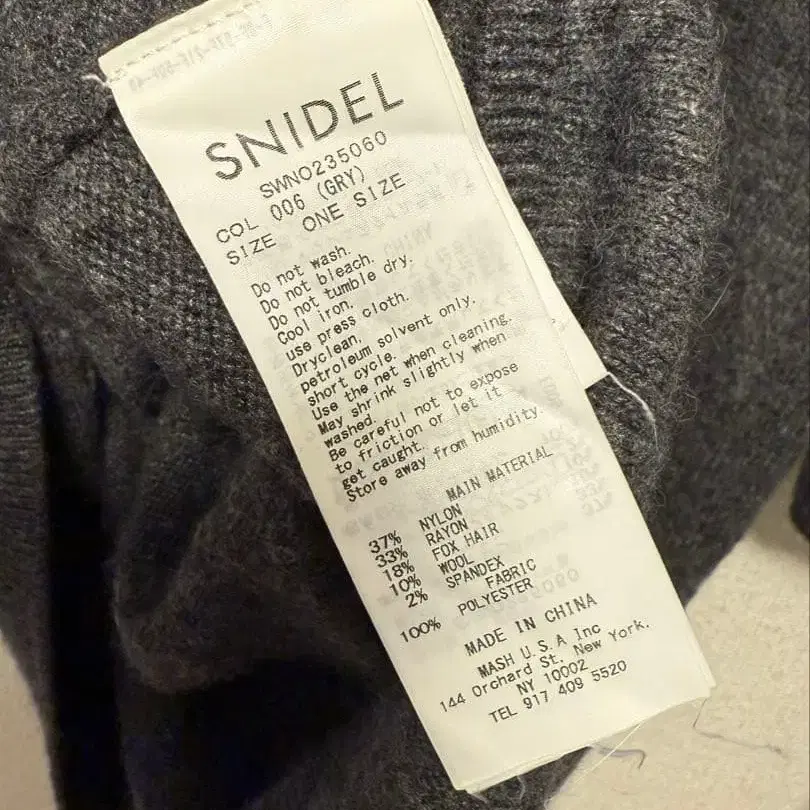 SNIDEL
SWNO235060
COL 006 (GRY)
SIZE ONE SIZE
Do not wash.
Do not bleach.
Do not tumble dry.
Cool iron,
use press cloth.
Dryclean,
petroleum solvent only,
short cycle.
Use the net when cleaning.
May shrink slightly when
washed.
Be careful not to expose
to friction or let it
get caught.
Store away from humidity.
MAIN MATERIAL
37% NYLON
33% RAYON
18% FOX HAIR
10% WOOL
2% SPANDEX
FABRIC
100% POLYESTER
MADE IN CHINA
MASH U.S.A Inc
144 Orchard St. New York,
NY 10002
TEL 917 409 5520